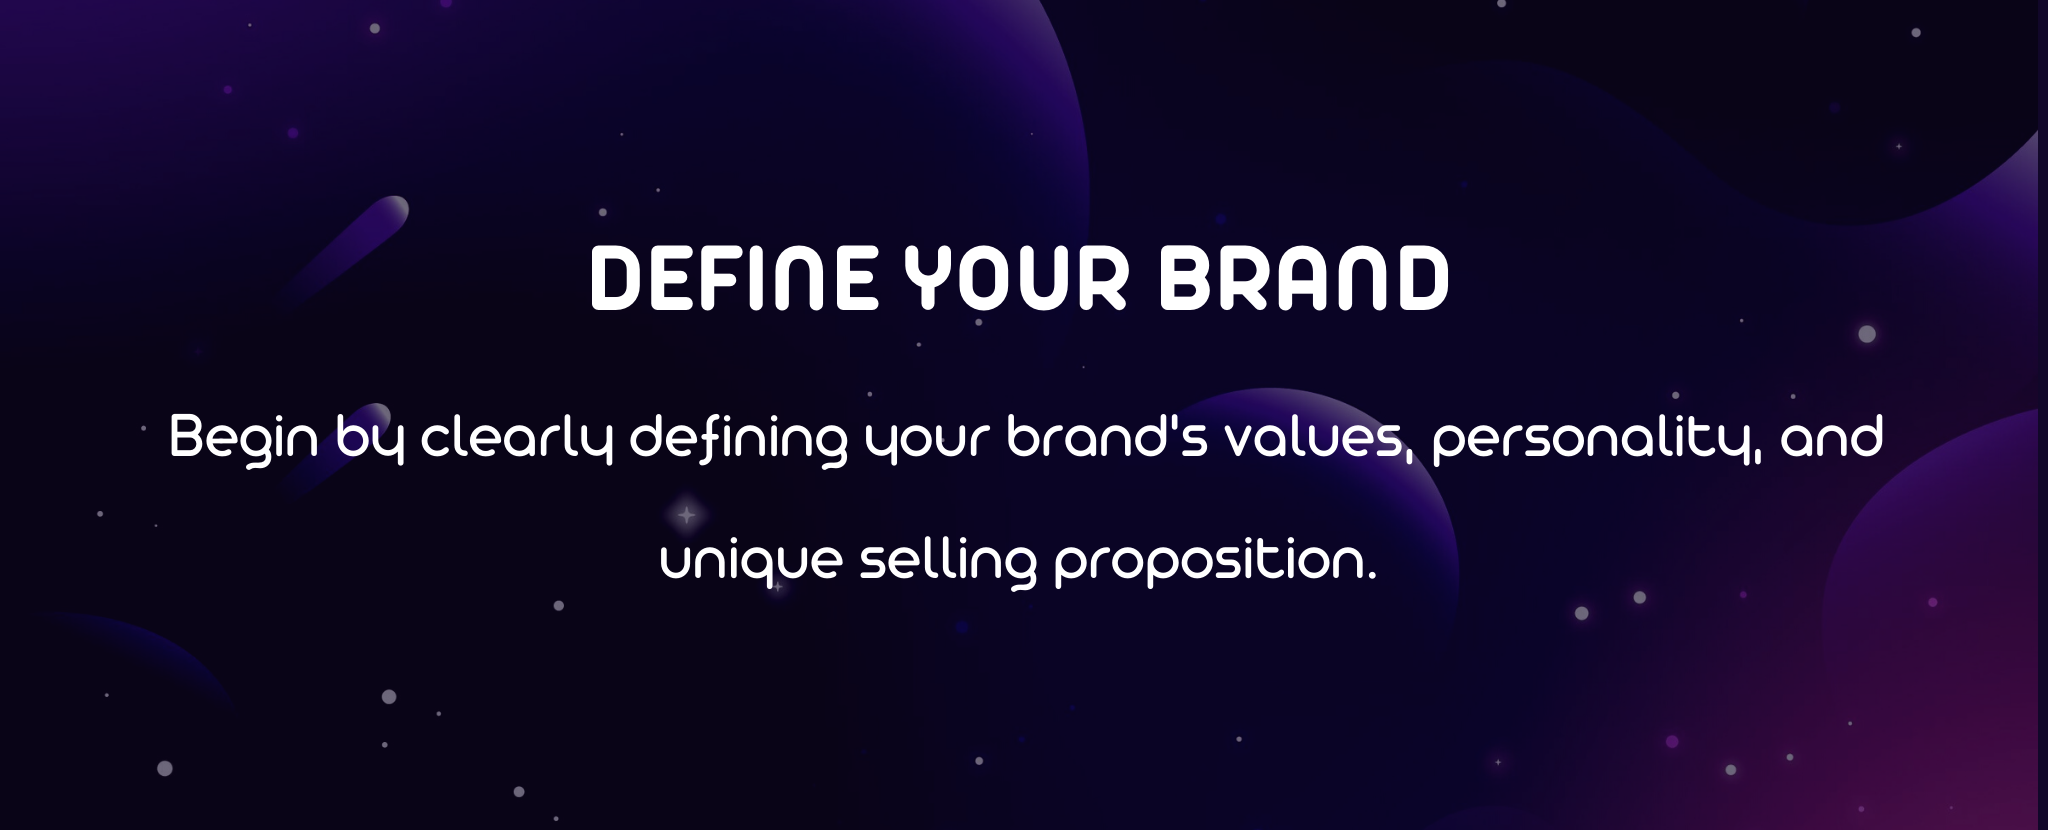 DEFINE YOUR BRAND
Begin by clearly defining your brand's values, personality, and
unique selling proposition.